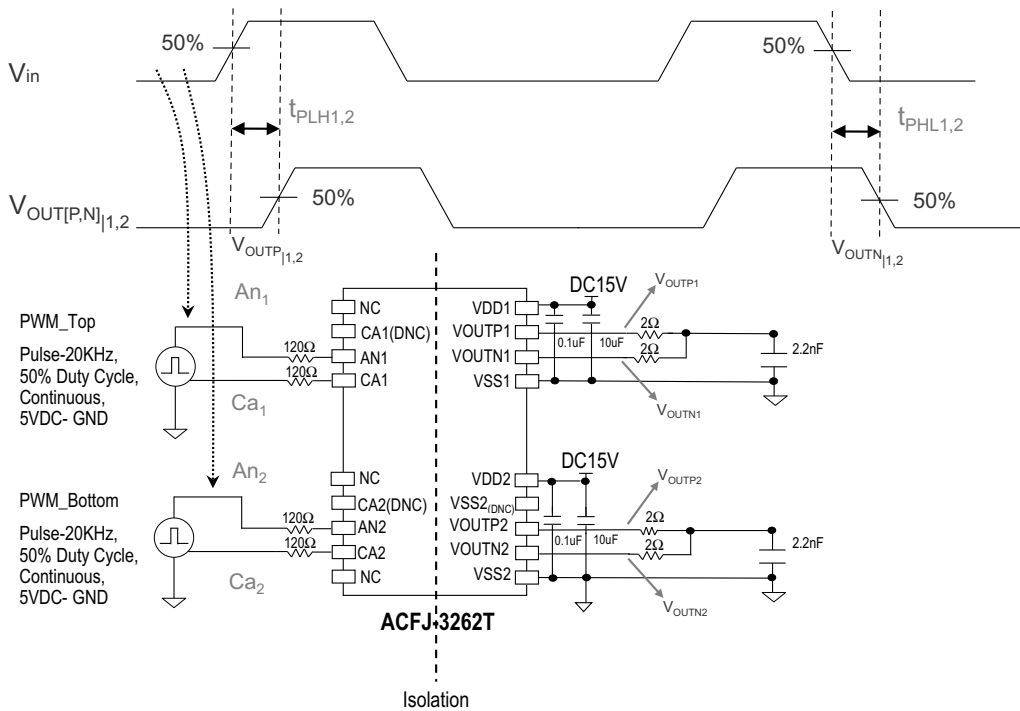 50%
50%
Vin
tPLH1,2
tPHL1,2
VOUT[P,N]|1,2
50%
50%
VOUTP|1,2
VOUTN|1,2
An1
DC15V
VOUTP1
NC
VDD1
PWM_Top
CA1(DNC)
VOUTP1
2Ω
Pulse-20KHz,
50% Duty Cycle,
Continuous,
5VDC- GND
120Ω
AN1
VOUTN1
0.1uF
10uF
2Ω
2.2nF
120Ω
CA1
VSS1
Ca1
VOUTN1
An2
DC15V
NC
VDD2
VOUTP2
PWM_Bottom
CA2(DNC)
VSS2(DNC)
Pulse-20KHz,
50% Duty Cycle,
Continuous,
5VDC- GND
120Ω
AN2
VOUTP2
2Ω
120Ω
CA2
VOUTN2
0.1uF
10uF
2Ω
2.2nF
NC
VSS2
Ca2
VOUTN2
ACFJ-3262T
Isolation